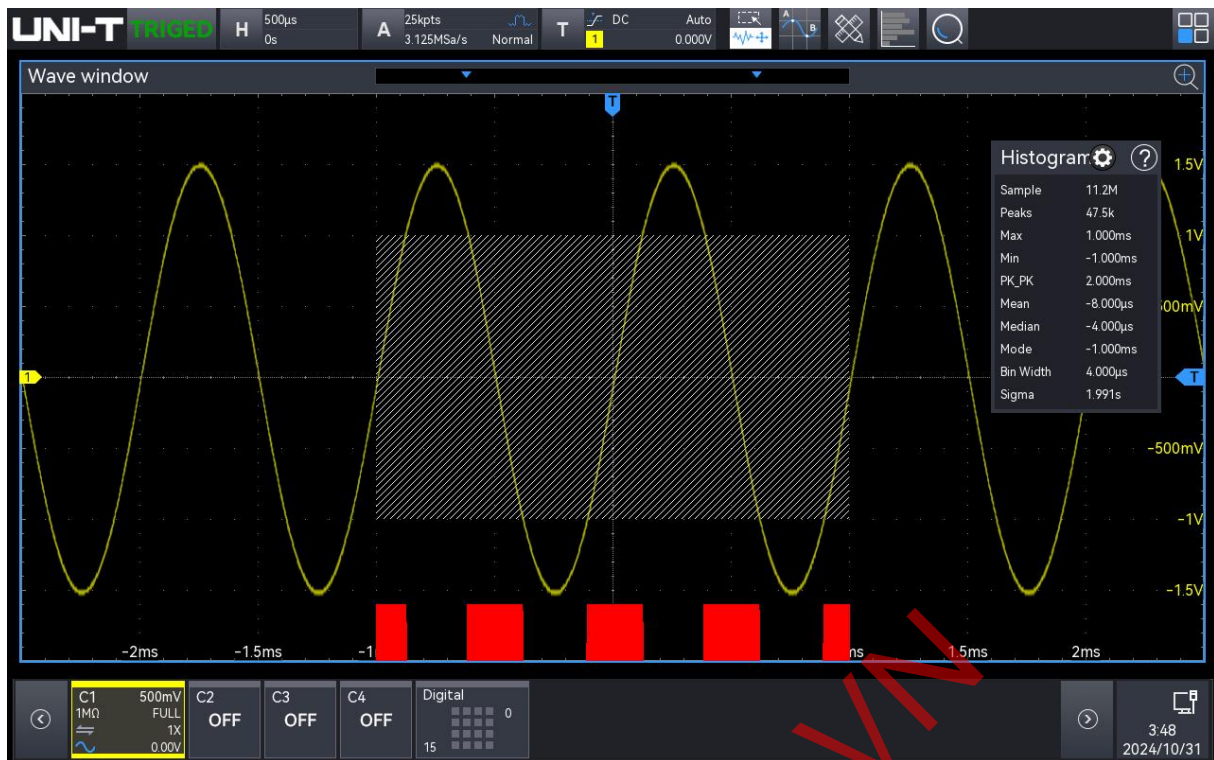 UNI-T TRIGED H 500μs 0s A 25kpts 3.125MSa/s Normal T DC 1 Auto 0.000V A B
Wave window
T
Histogram ?
Sample 11.2M
Peaks 47.5k
Max 1.000ms
Min -1.000ms
PK_PK 2.000ms
Mean -8.000μs
Median -4.000μs
Mode -1.000ms
Bin Width 4.000μs
Sigma 1.991s
1.5V
1V
500mV
1
T
-500mV
-1V
-1.5V
-2ms -1.5ms 1.5ms 2ms
C1 500mV
1MΩ FULL
1X
0.00V
C2
OFF
C3
OFF
C4
OFF
Digital
0
15
3:48
2024/10/31
VN